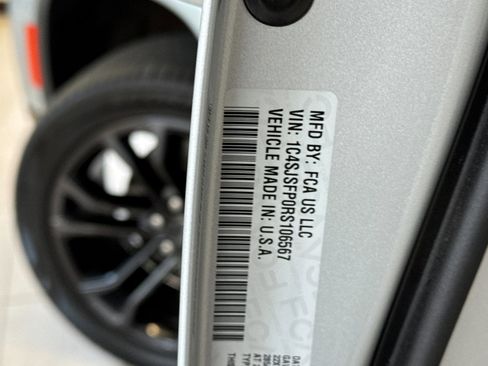 MFD BY: FCA US LLC
VIN: 1C4SJSFP0RS106567
VEHICLE MADE IN: U.S.A.